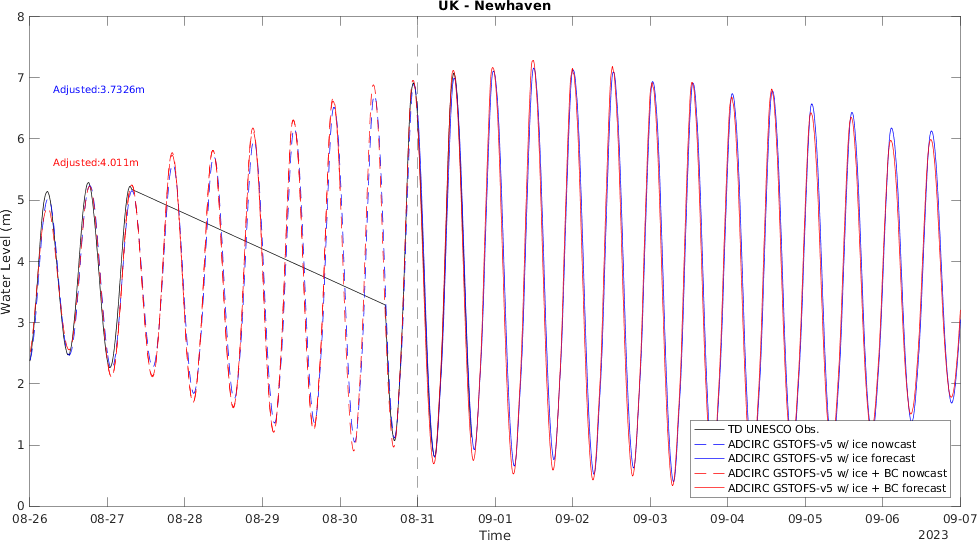 UK - Newhaven
8
7
6
5
4
3
2
1
0
Water Level (m)
Adjusted:3.7326m
Adjusted:4.011m
TD UNESCO Obs.
ADCIRC GSTOFS-v5 w/ ice nowcast
ADCIRC GSTOFS-v5 w/ ice forecast
ADCIRC GSTOFS-v5 w/ ice + BC nowcast
ADCIRC GSTOFS-v5 w/ ice + BC forecast
08-26 08-27 08-28 08-29 08-30 08-31 09-01 09-02 09-03 09-04 09-05 09-06 09-07
Time
2023